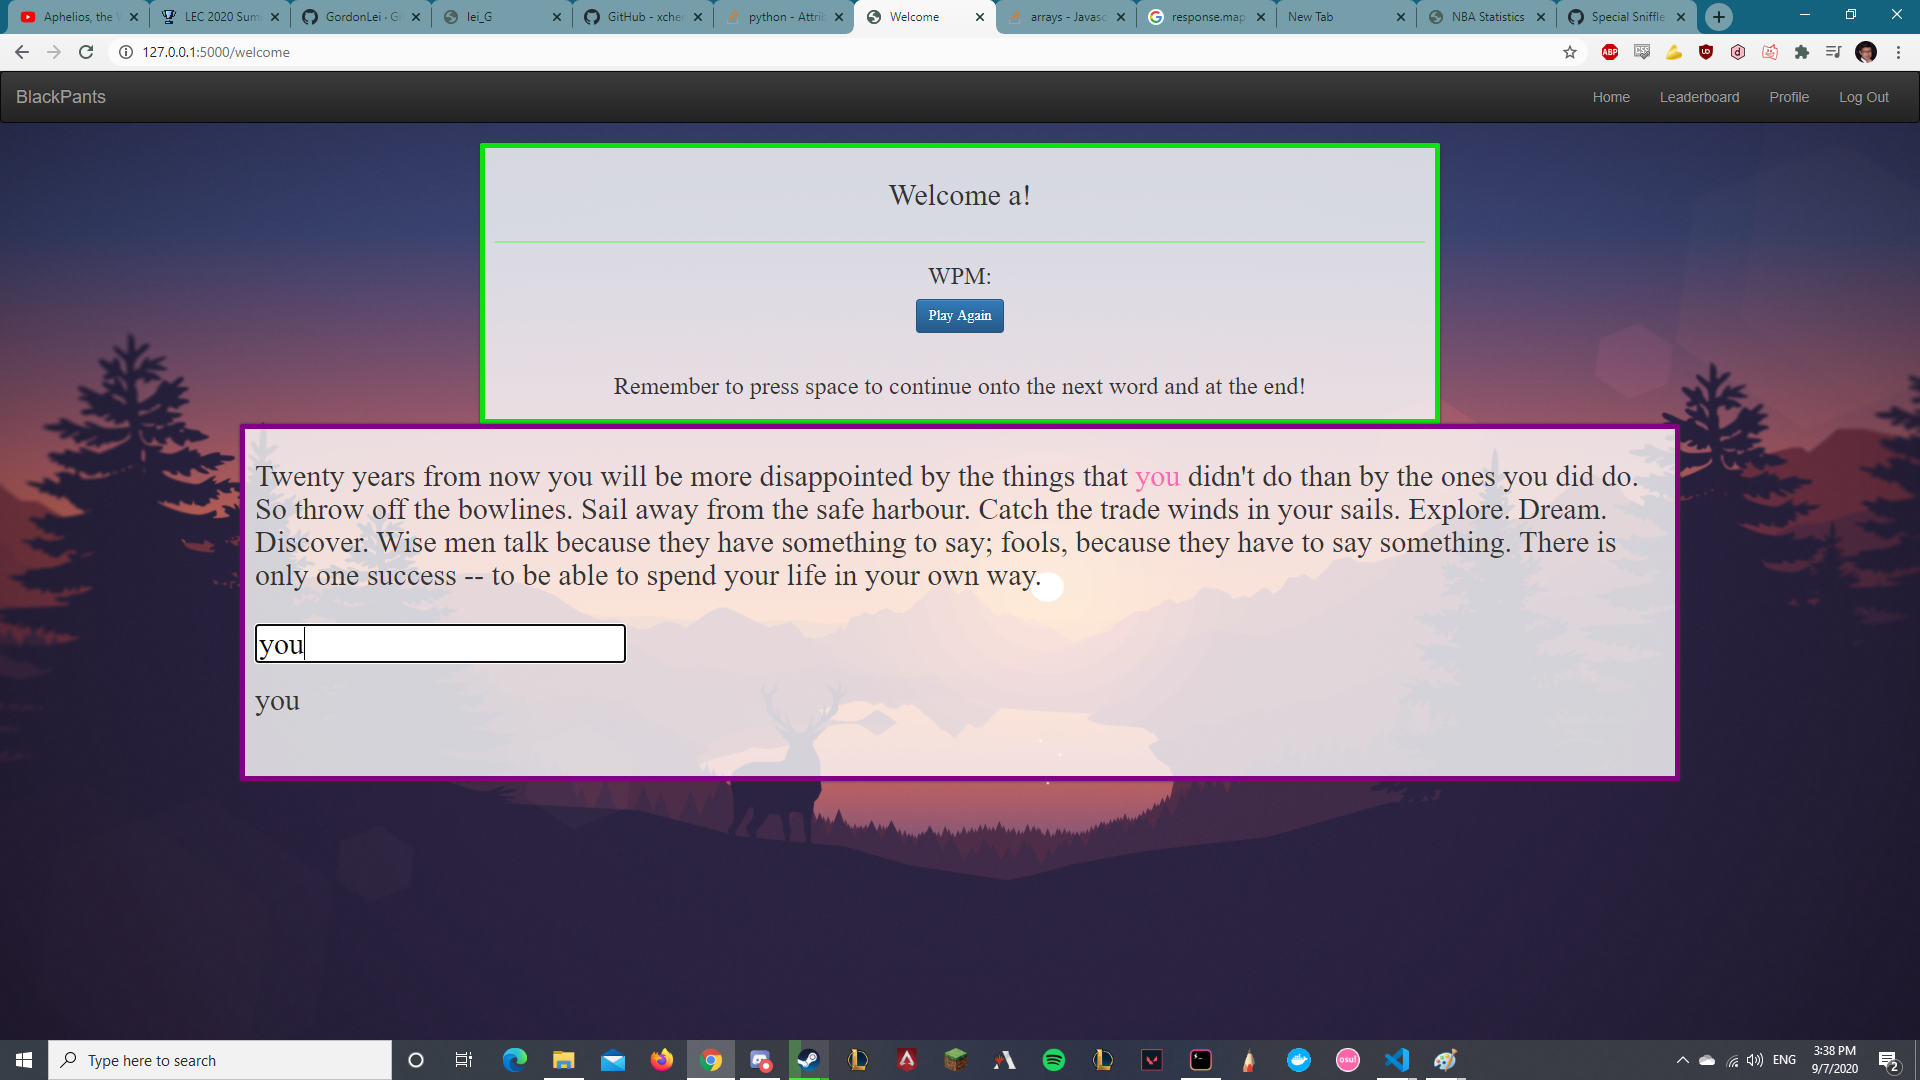 Aphelios, the
LEC 2020 Sum
GordonLei · G
lei_G
GitHub - xche
python - Attri
Welcome
arrays - Javas
response.map
New Tab
NBA Statistics
Special Sniffle
127.0.0.1:5000/welcome
ABP
BlackPants
Home
Leaderboard
Profile
Log Out
Welcome a!
WPM:
Play Again
Remember to press space to continue onto the next word and at the end!
Twenty years from now you will be more disappointed by the things that you didn't do than by the ones you did do.
So throw off the bowlines. Sail away from the safe harbour. Catch the trade winds in your sails. Explore. Dream.
Discover. Wise men talk because they have something to say; fools, because they have to say something. There is
only one success -- to be able to spend your life in your own way.
you
you
Type here to search
osu!
ENG
3:38 PM
9/7/2020
2